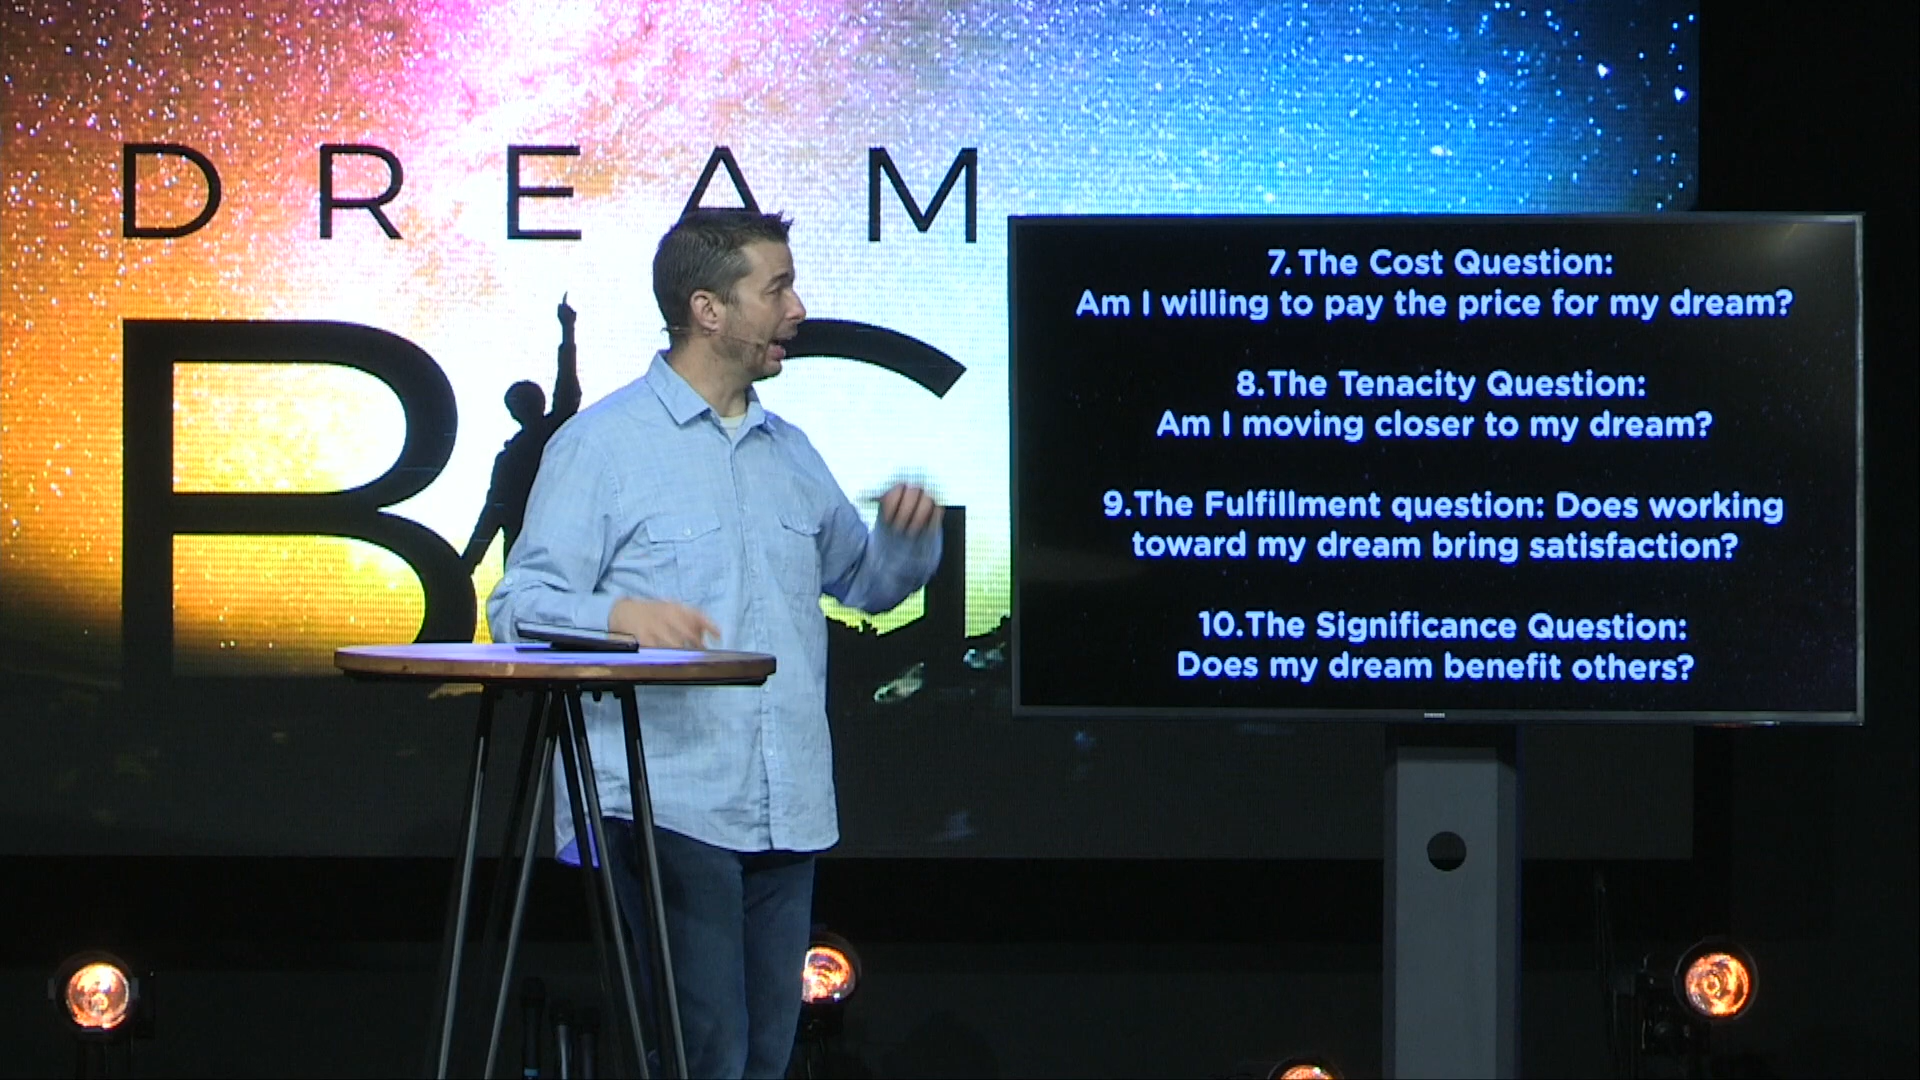 DREAM
BIG
7. The Cost Question:
Am I willing to pay the price for my dream?
8.The Tenacity Question:
Am I moving closer to my dream?
9.The Fulfillment question: Does working
toward my dream bring satisfaction?
10.The Significance Question:
Does my dream benefit others?
SAMSUNG